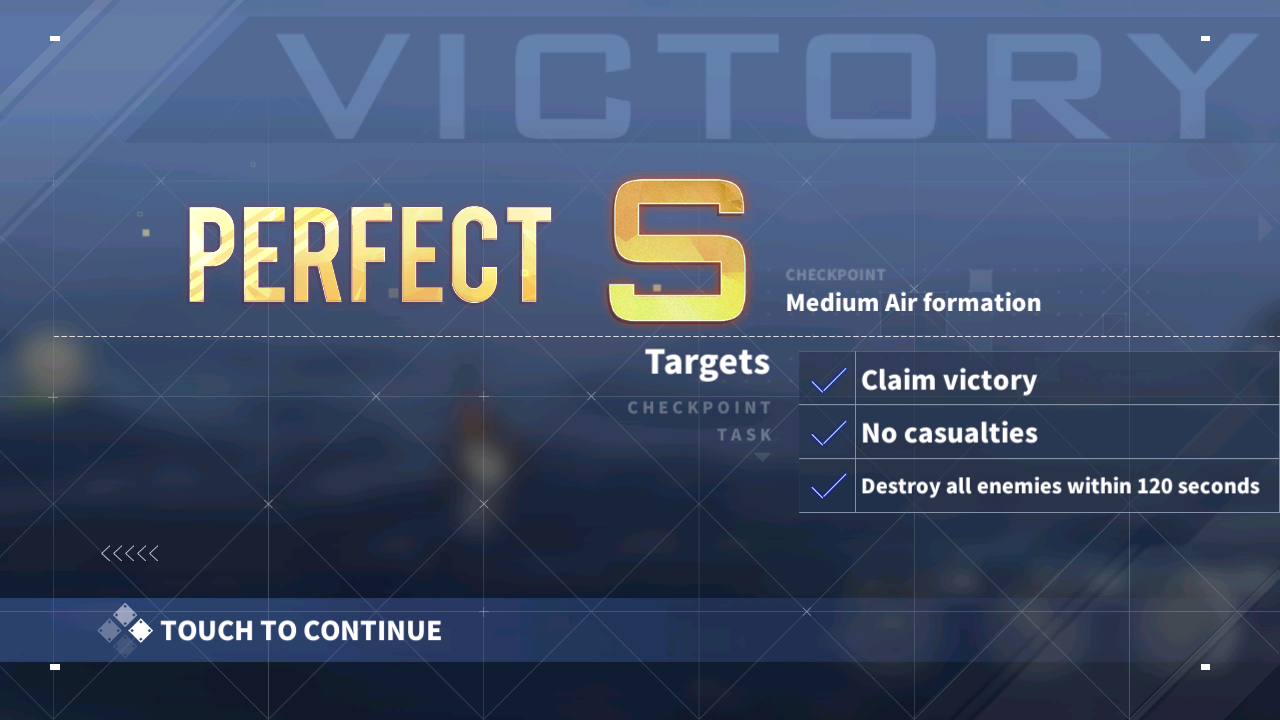 VICTORY
PERFECT S
CHECKPOINT
Medium Air formation
Targets
CHECKPOINT
TASK
Claim victory
No casualties
Destroy all enemies within 120 seconds
TOUCH TO CONTINUE